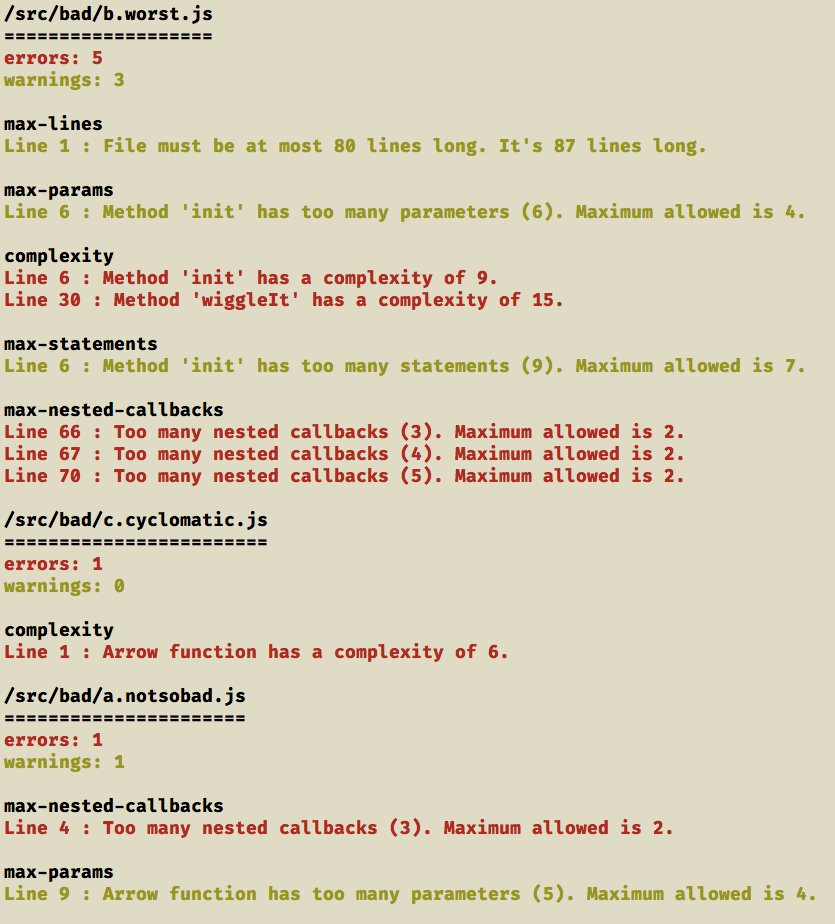 /src/bad/b.worst.js
===================
errors: 5
warnings: 3
max-lines
Line 1 : File must be at most 80 lines long. It's 87 lines long.
max-params
Line 6 : Method 'init' has too many parameters (6). Maximum allowed is 4.
complexity
Line 6 : Method 'init' has a complexity of 9.
Line 30 : Method 'wiggleIt' has a complexity of 15.
max-statements
Line 6 : Method 'init' has too many statements (9). Maximum allowed is 7.
max-nested-callbacks
Line 66 : Too many nested callbacks (3). Maximum allowed is 2.
Line 67 : Too many nested callbacks (4). Maximum allowed is 2.
Line 70 : Too many nested callbacks (5). Maximum allowed is 2.
/src/bad/c.cyclomatic.js
========================
errors: 1
warnings: 0
complexity
Line 1 : Arrow function has a complexity of 6.
/src/bad/a.notsobad.js
======================
errors: 1
warnings: 1
max-nested-callbacks
Line 4 : Too many nested callbacks (3). Maximum allowed is 2.
max-params
Line 9 : Arrow function has too many parameters (5). Maximum allowed is 4.